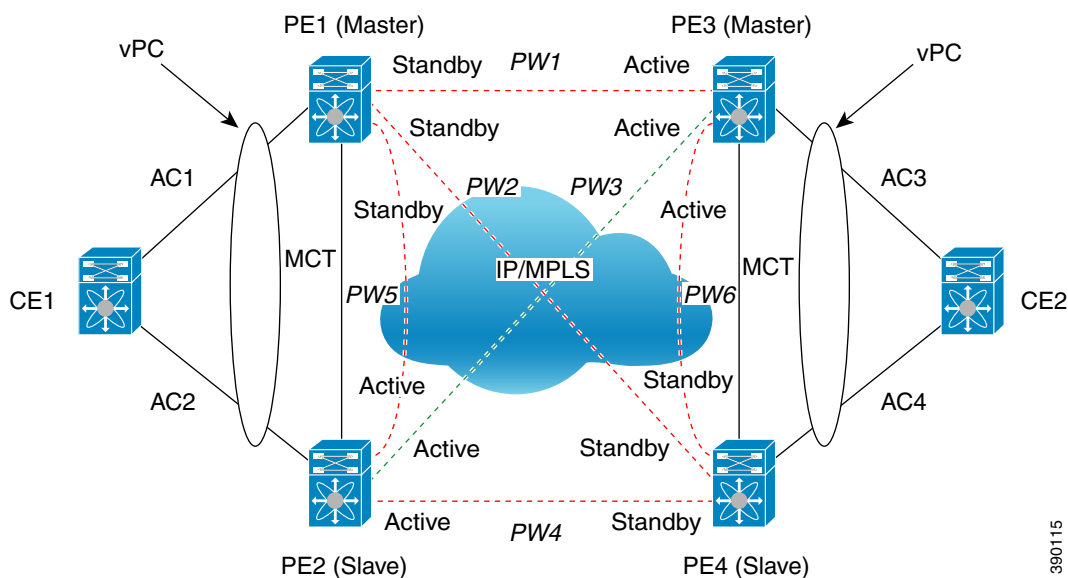 PE1 (Master)
PE3 (Master)
vPC
vPC
Standby
PW1
Active
Standby
Active
AC1
PW2
PW3
AC3
Standby
Active
MCT
IP/MPLS
MCT
CE1
PW5
PW6
CE2
Active
Standby
AC2
AC4
Active
Standby
Active
PW4
Standby
PE2 (Slave)
PE4 (Slave)
390115